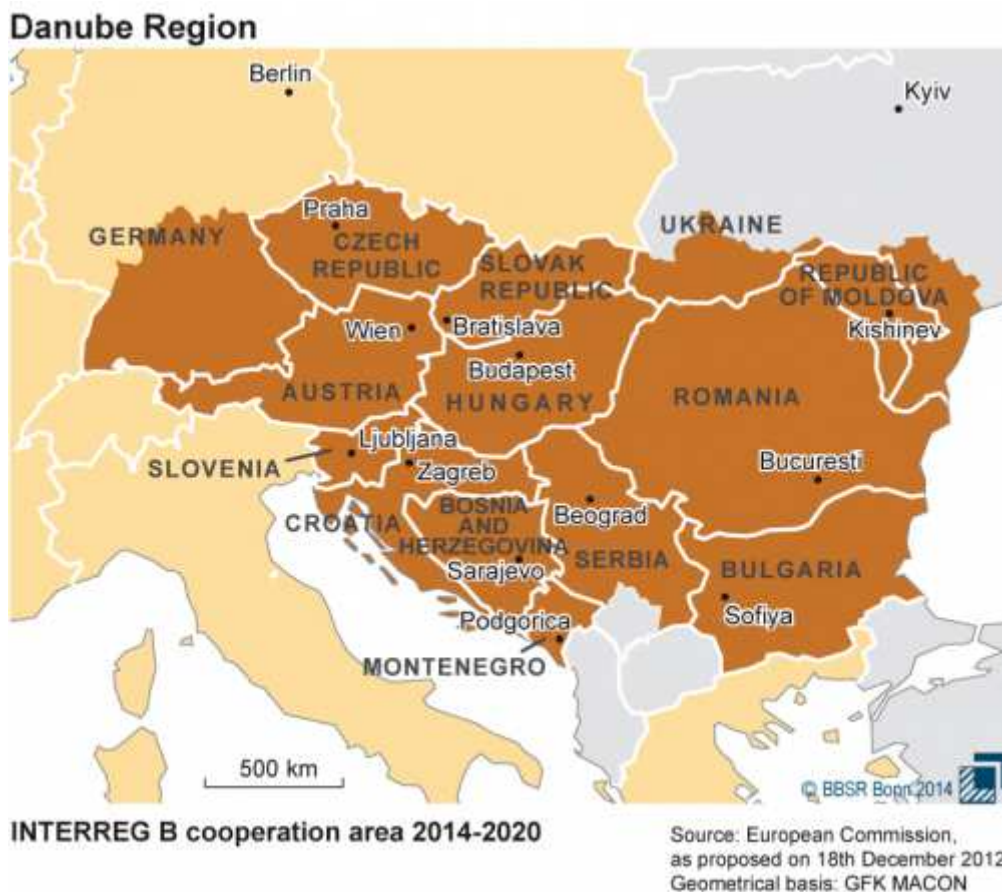 Danube Region
Berlin
Kyiv
Praha
GERMANY
CZECH
REPUBLIC
UKRAINE
SLOVAK
REPUBLIC
REPUBLIC
OF MOLDOVA
Kishinev
Wien
Bratislava
Budapest
AUSTRIA
HUNGARY
ROMANIA
Ljubljana
SLOVENIA
Zagreb
Bucuresti
CROATIA
BOSNIA
AND
HERZEGOVINA
Sarajevo
Beograd
SERBIA
BULGARIA
Sofiya
Podgorica
MONTENEGRO
500 km
© BBSR Bonn 2014
INTERREG B cooperation area 2014-2020
Source: European Commission,
as proposed on 18th December 2012
Geometrical basis: GFK MACON